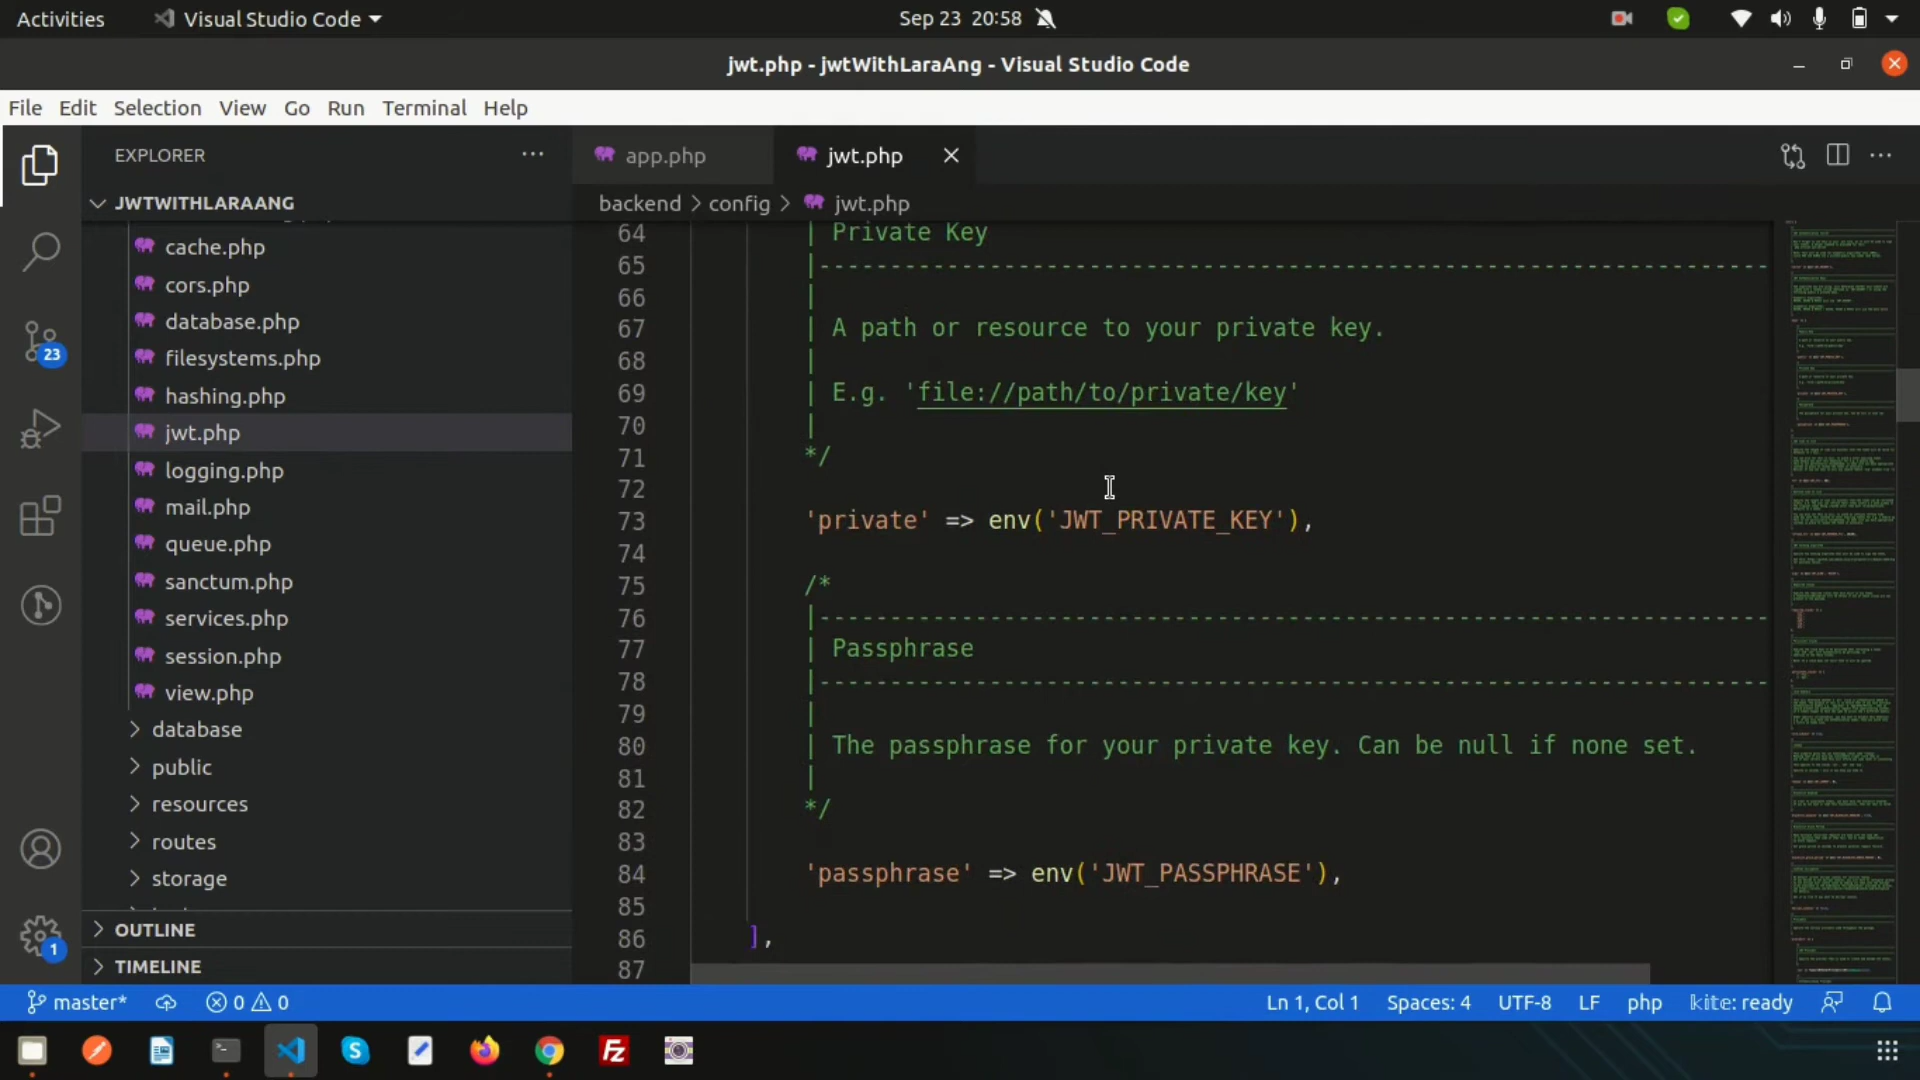 Activities
Visual Studio Code
Sep 23 20:58
jwt.php - jwtWithLaraAng - Visual Studio Code
File Edit Selection View Go Run Terminal Help
EXPLORER
JWTWITHLARAANG
cache.php
cors.php
database.php
filesystems.php
hashing.php
jwt.php
logging.php
mail.php
queue.php
sanctum.php
services.php
session.php
view.php
database
public
resources
routes
storage
OUTLINE
TIMELINE
23
1
app.php
jwt.php
backend > config > jwt.php
64 | Private Key
65 |-------------------------------------------------------------------
66 |
67 | A path or resource to your private key.
68 |
69 | E.g. 'file://path/to/private/key'
70 |
71 */
72
73 'private' => env('JWT_PRIVATE_KEY'),
74
75 /*
76 |-------------------------------------------------------------------
77 | Passphrase
78 |-------------------------------------------------------------------
79 |
80 | The passphrase for your private key. Can be null if none set.
81 |
82 */
83
84 'passphrase' => env('JWT_PASSPHRASE'),
85
86 ],
87
master* 0 0
Ln 1, Col 1 Spaces: 4 UTF-8 LF php kite: ready